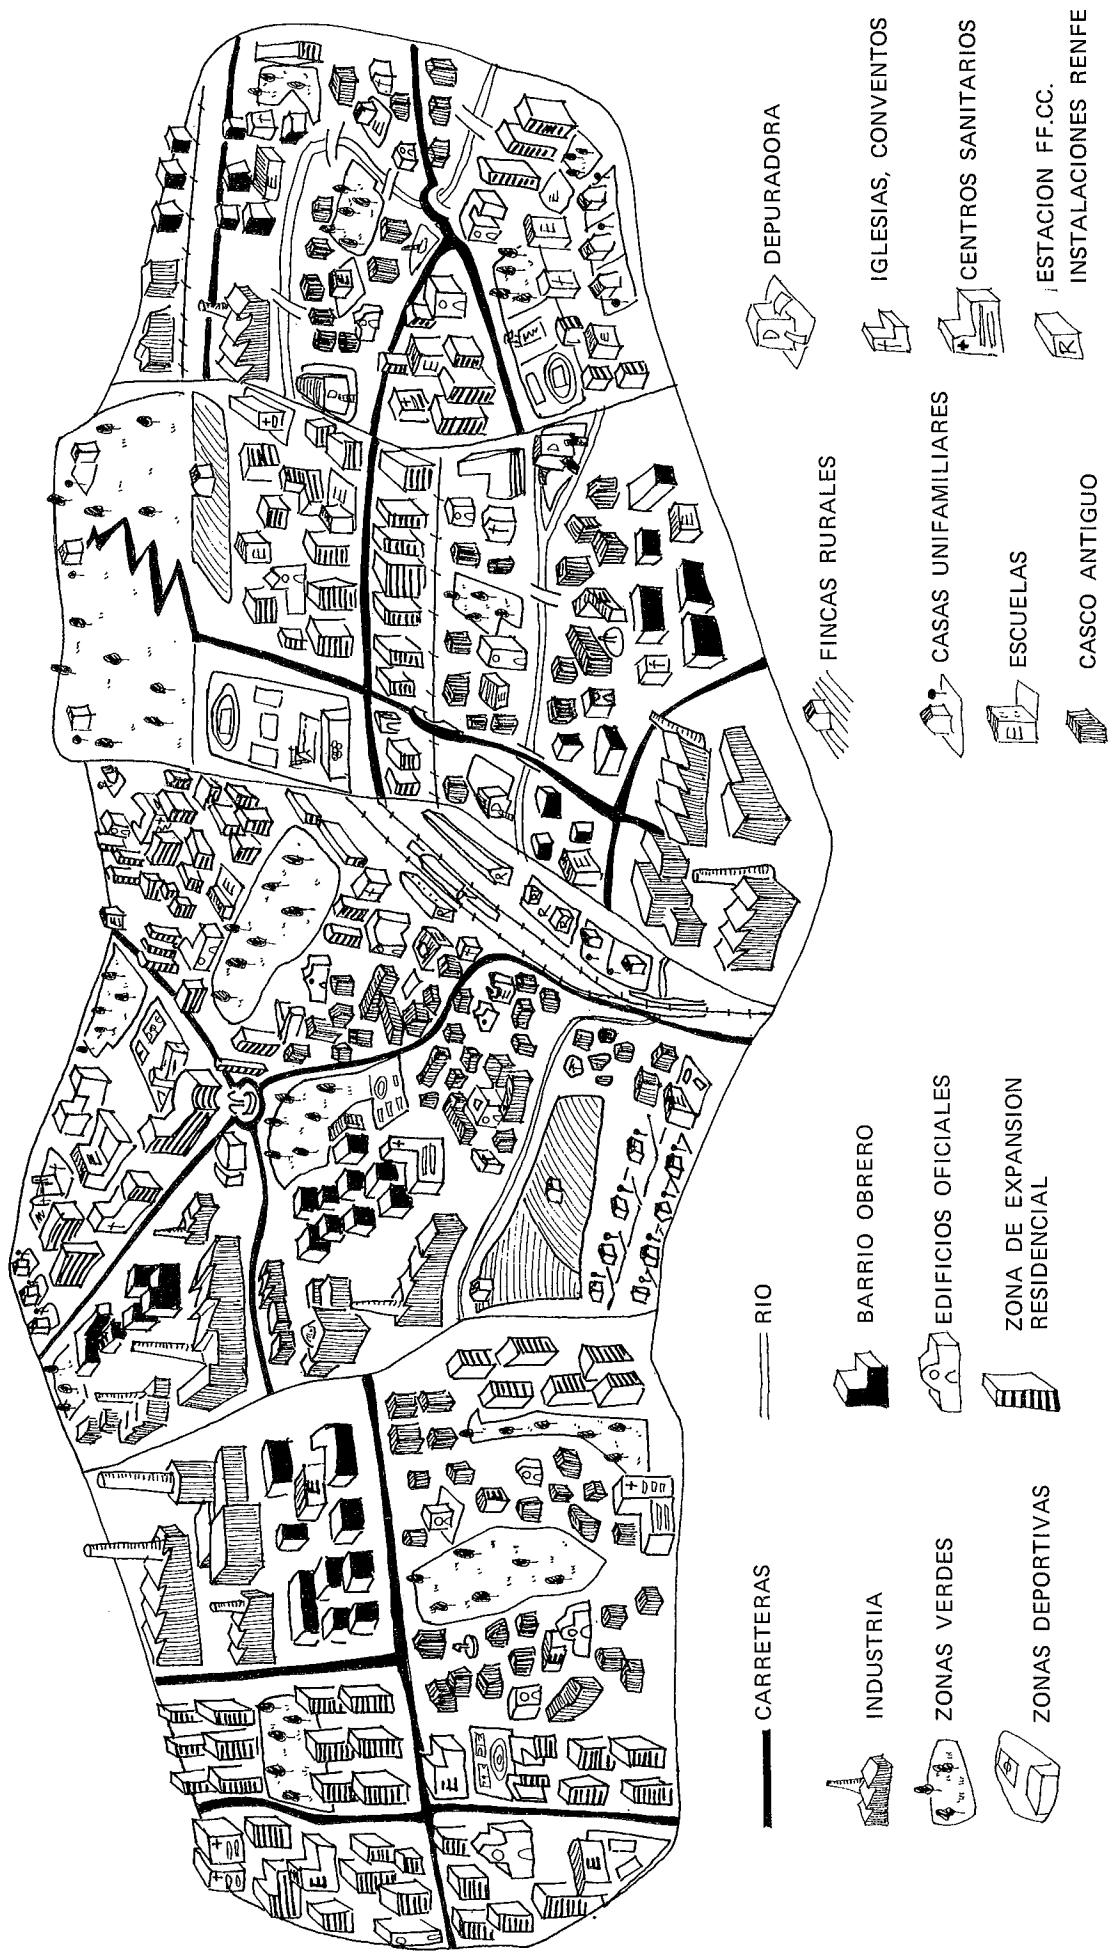 CARRETERAS
RIO
DEPURADORA
INDUSTRIA
BARRIO OBRERO
FINCAS RURALES
IGLESIAS, CONVENTOS
ZONAS VERDES
EDIFICIOS OFICIALES
CASAS UNIFAMILIARES
CENTROS SANITARIOS
ZONAS DEPORTIVAS
ZONA DE EXPANSION
RESIDENCIAL
E
ESCUELAS
CASCO ANTIGUO
R
ESTACION FF.CC.
INSTALACIONES RENFE